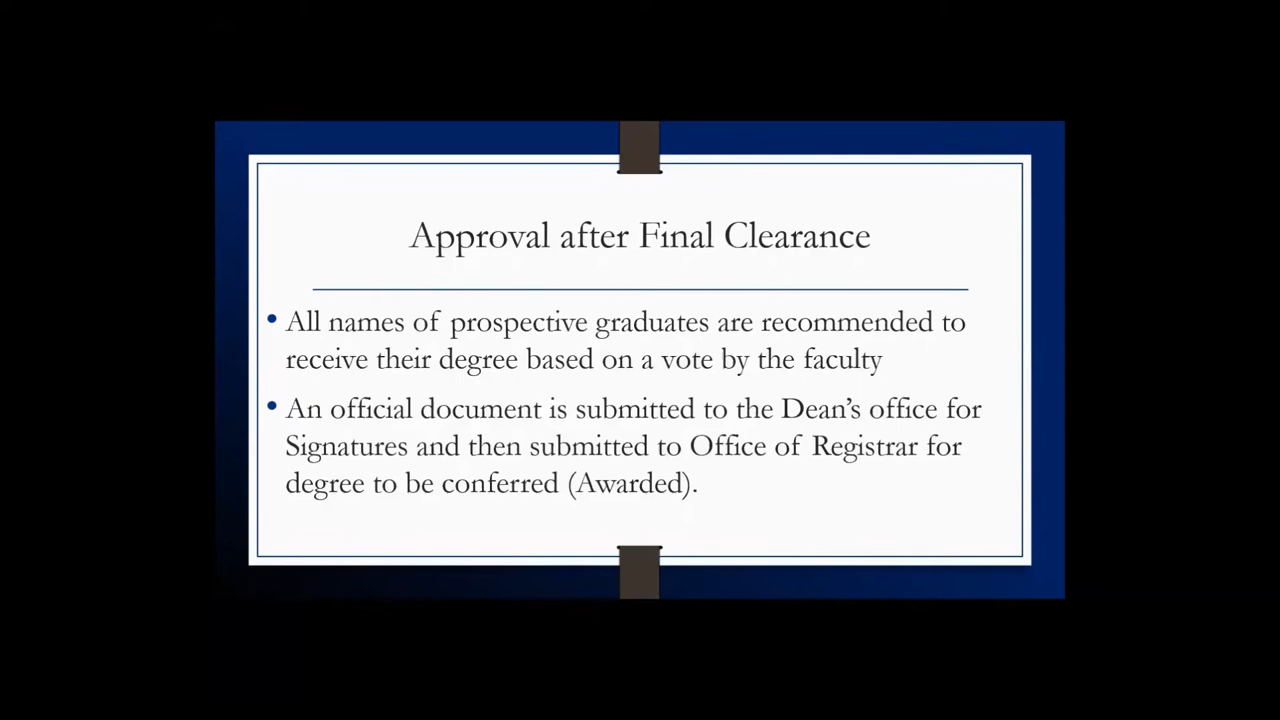 Approval after Final Clearance
• All names of prospective graduates are recommended to
receive their degree based on a vote by the faculty
• An official document is submitted to the Dean’s office for
Signatures and then submitted to Office of Registrar for
degree to be conferred (Awarded).